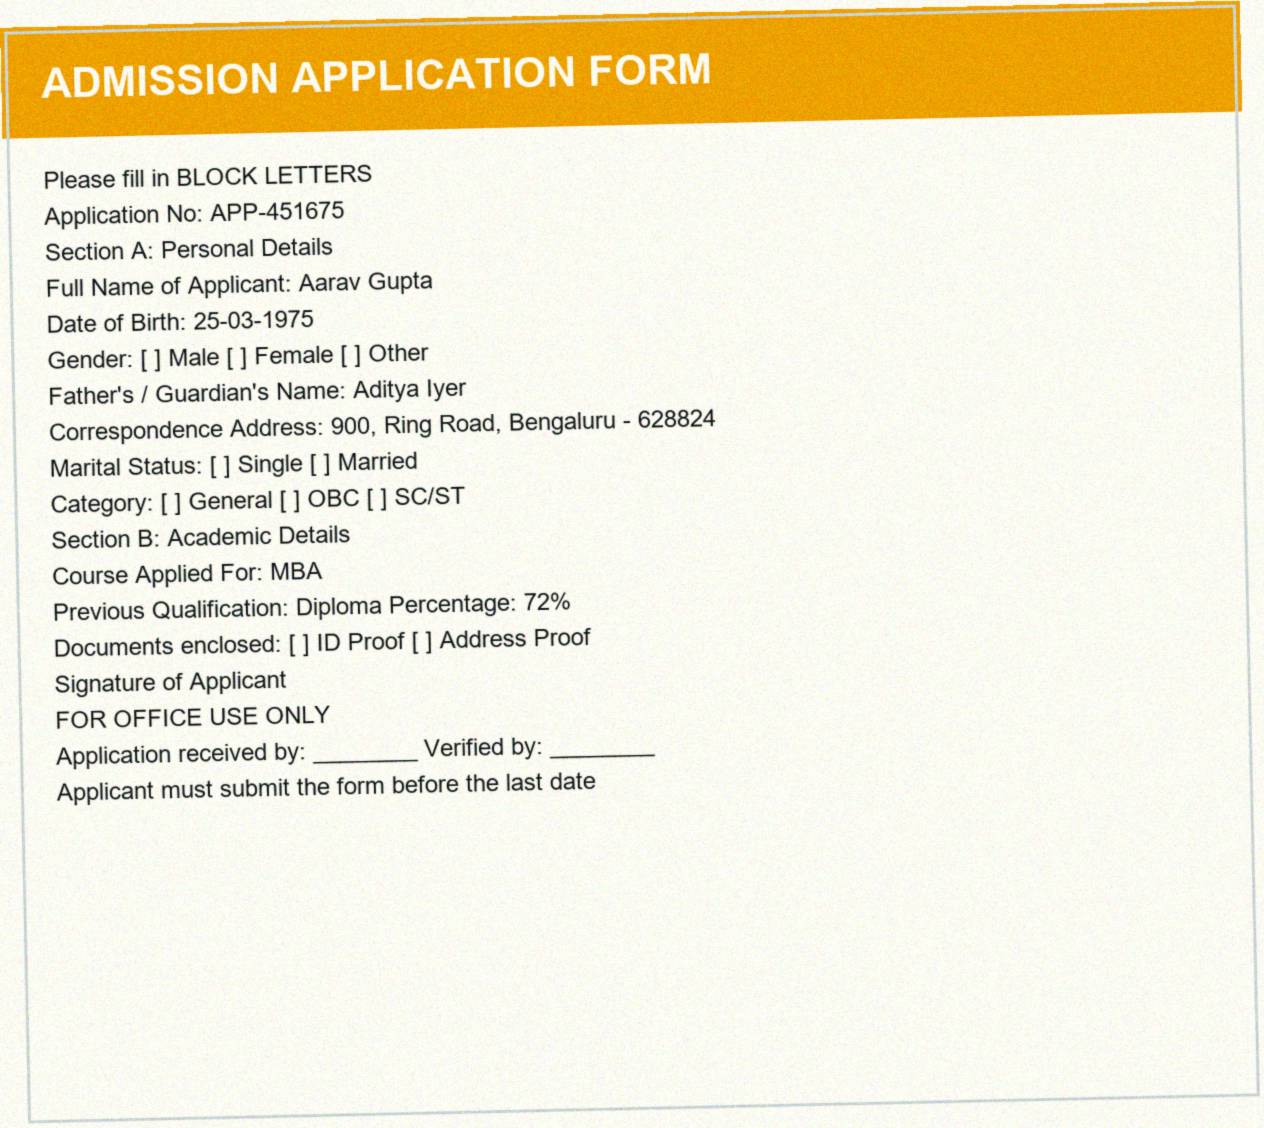 ADMISSION APPLICATION FORM
Please fill in BLOCK LETTERS
Application No: APP-451675
Section A: Personal Details
Full Name of Applicant: Aarav Gupta
Date of Birth: 25-03-1975
Gender: [ ] Male [ ] Female [ ] Other
Father's / Guardian's Name: Aditya Iyer
Correspondence Address: 900, Ring Road, Bengaluru - 628824
Marital Status: [ ] Single [ ] Married
Category: [ ] General [ ] OBC [ ] SC/ST
Section B: Academic Details
Course Applied For: MBA
Previous Qualification: Diploma Percentage: 72%
Documents enclosed: [ ] ID Proof [ ] Address Proof
Signature of Applicant
FOR OFFICE USE ONLY
Application received by: ________ Verified by: ________
Applicant must submit the form before the last date